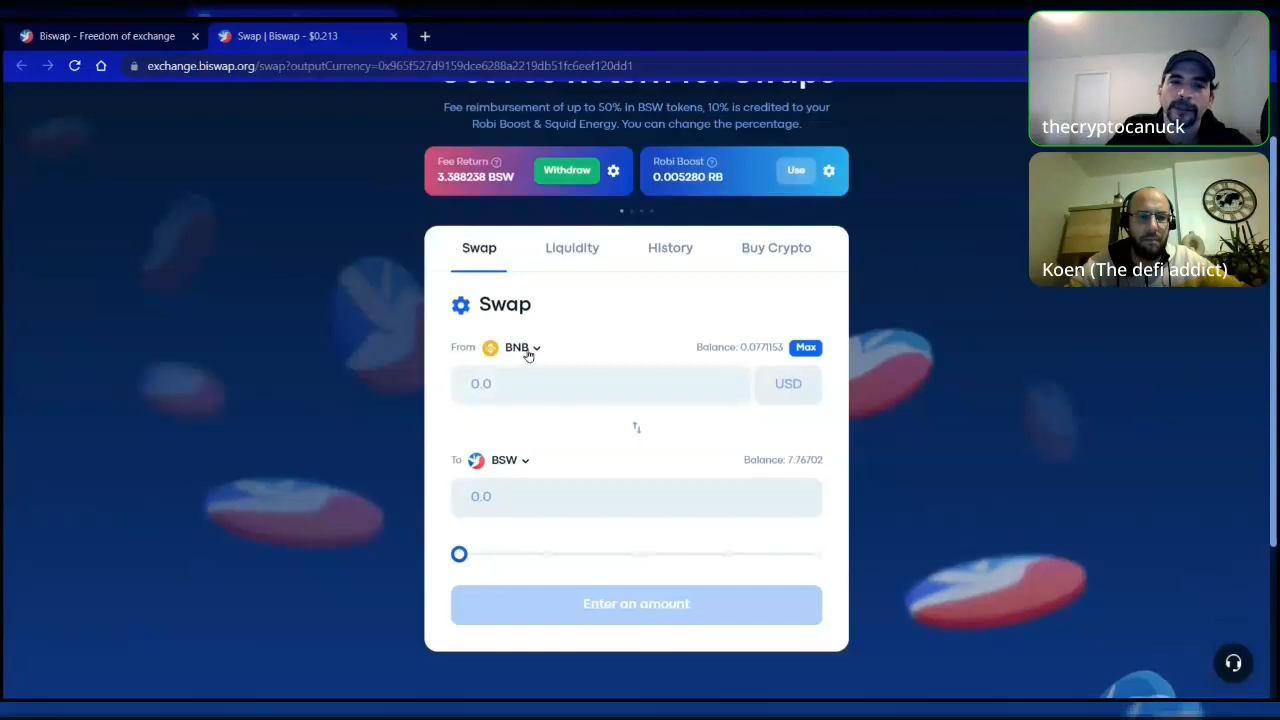 Biswap - Freedom of exchange
Swap | Biswap - $0.213
exchange.biswap.org/swap?outputCurrency=0x965f527d9159dce6288a2219db51fc6eef120dd1
Fee reimbursement of up to 50% in BSW tokens, 10% is credited to your
Robi Boost & Squid Energy. You can change the percentage.
Fee Return
3.388238 BSW
Withdraw
Robi Boost
0.005280 RB
Use
Swap
Liquidity
History
Buy Crypto
Swap
From BNB
Balance: 0.0771153
Max
0.0
USD
To BSW
Balance: 7.76702
0.0
Enter an amount
thecryptocanuck
Koen (The defi addict)